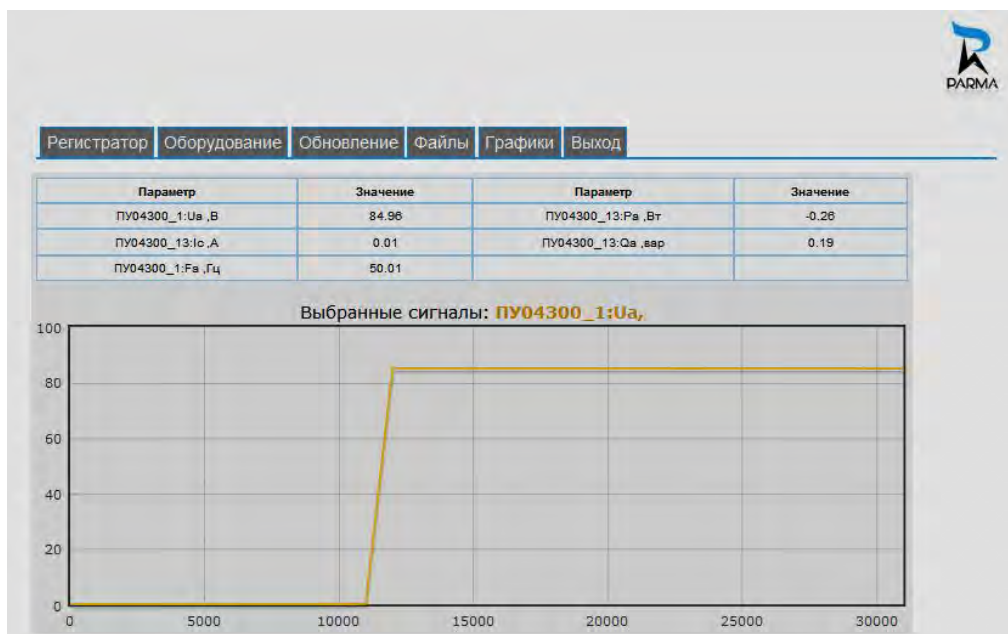 PARMA
Регистратор Оборудование Обновление Файлы Графики Выход
Параметр Значение Параметр Значение
ПУ04300_1:Ua ,В 84.96 ПУ04300_13:Pa ,Вт -0.26
ПУ04300_13:Ic ,А 0.01 ПУ04300_13:Qa ,вар 0.19
ПУ04300_1:Fa ,Гц 50.01
Выбранные сигналы: ПУ04300_1:Ua,
100
80
60
40
20
0
0 5000 10000 15000 20000 25000 30000